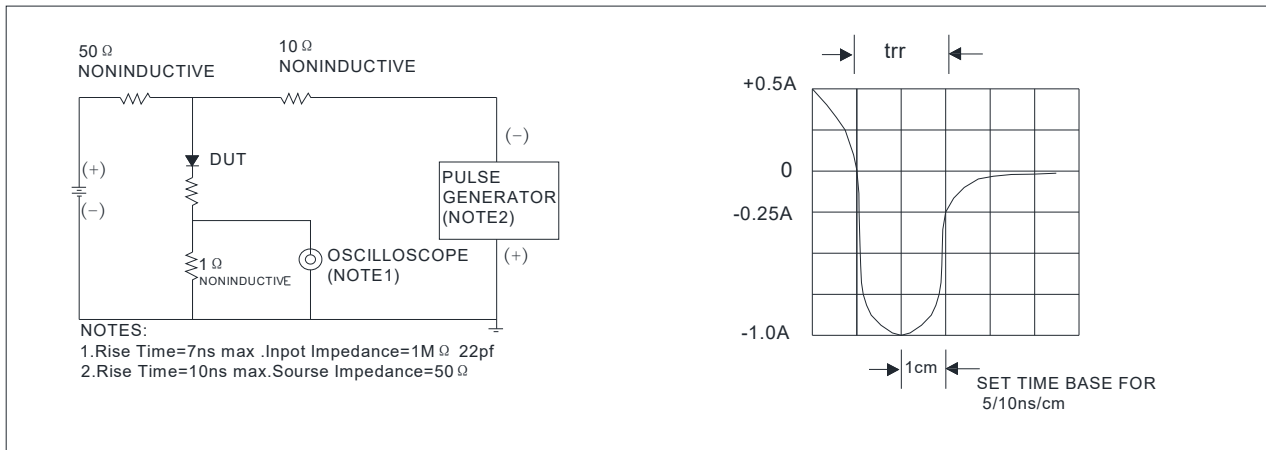 50 Ω
NONINDUCTIVE
10 Ω
NONINDUCTIVE
(+)
(-)
DUT
1 Ω
NONINDUCTIVE
OSCILLOSCOPE
(NOTE1)
(-)
PULSE
GENERATOR
(NOTE2)
(+)
NOTES:
1.Rise Time=7ns max .Inpot Impedance=1M Ω 22pf
2.Rise Time=10ns max.Sourse Impedance=50 Ω
trr
+0.5A
0
-0.25A
-1.0A
1cm
SET TIME BASE FOR
5/10ns/cm